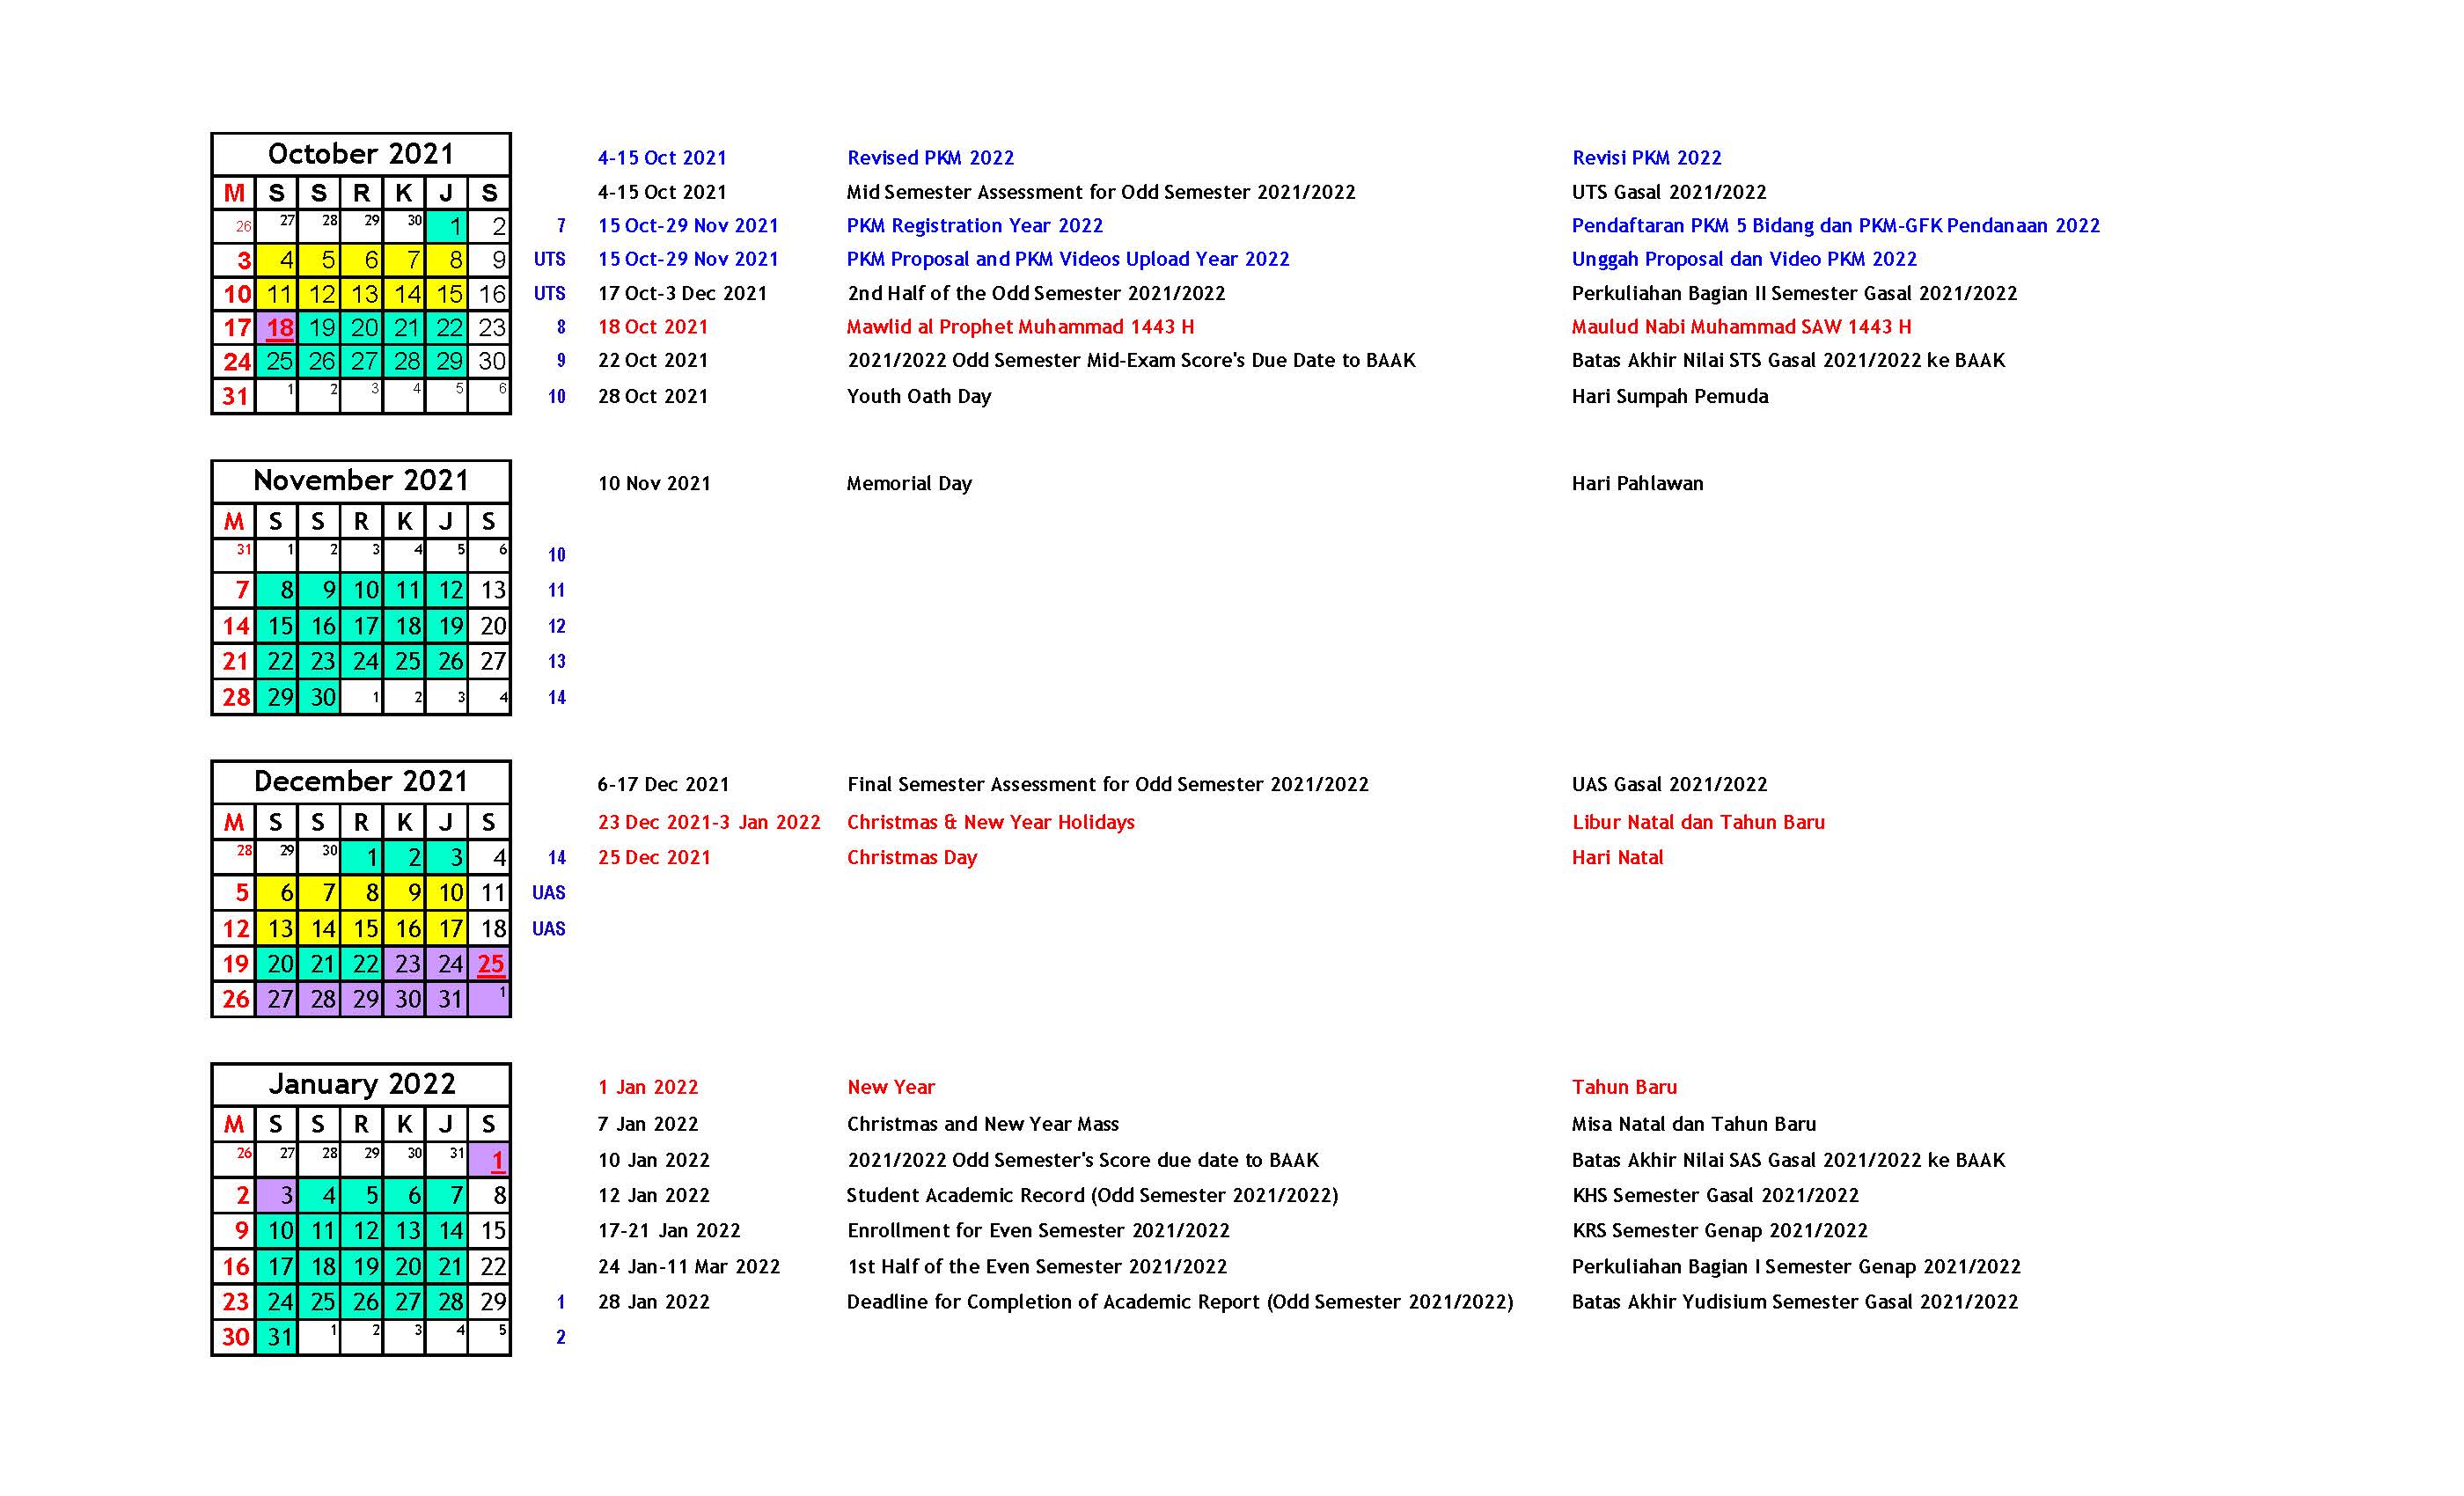 October 2021
4-15 Oct 2021 Revised PKM 2022 Revisi PKM 2022
M S S R K J S 4-15 Oct 2021 Mid Semester Assessment for Odd Semester 2021/2022 UTS Gasal 2021/2022
26 27 28 29 30 1 2 7 15 Oct-29 Nov 2021 PKM Registration Year 2022 Pendaftaran PKM 5 Bidang dan PKM-GFK Pendanaan 2022
3 4 5 6 7 8 9 UTS 15 Oct-29 Nov 2021 PKM Proposal and PKM Videos Upload Year 2022 Unggah Proposal dan Video PKM 2022
10 11 12 13 14 15 16 UTS 17 Oct-3 Dec 2021 2nd Half of the Odd Semester 2021/2022 Perkuliahan Bagian II Semester Gasal 2021/2022
17 18 19 20 21 22 23 8 18 Oct 2021 Mawlid al Prophet Muhammad 1443 H Maulud Nabi Muhammad SAW 1443 H
24 25 26 27 28 29 30 9 22 Oct 2021 2021/2022 Odd Semester Mid-Exam Score's Due Date to BAAK Batas Akhir Nilai STS Gasal 2021/2022 ke BAAK
31 1 2 3 4 5 6 10 28 Oct 2021 Youth Oath Day Hari Sumpah Pemuda
November 2021 10 Nov 2021 Memorial Day Hari Pahlawan
M S S R K J S
31 1 2 3 4 5 6 10
7 8 9 10 11 12 13 11
14 15 16 17 18 19 20 12
21 22 23 24 25 26 27 13
28 29 30 1 2 3 4 14
December 2021 6-17 Dec 2021 Final Semester Assessment for Odd Semester 2021/2022 UAS Gasal 2021/2022
M S S R K J S 23 Dec 2021-3 Jan 2022 Christmas & New Year Holidays Libur Natal dan Tahun Baru
28 29 30 1 2 3 4 14 25 Dec 2021 Christmas Day Hari Natal
5 6 7 8 9 10 11 UAS
12 13 14 15 16 17 18 UAS
19 20 21 22 23 24 25
26 27 28 29 30 31 1
January 2022 1 Jan 2022 New Year Tahun Baru
M S S R K J S 7 Jan 2022 Christmas and New Year Mass Misa Natal dan Tahun Baru
26 27 28 29 30 31 1 10 Jan 2022 2021/2022 Odd Semester's Score due date to BAAK Batas Akhir Nilai SAS Gasal 2021/2022 ke BAAK
2 3 4 5 6 7 8 12 Jan 2022 Student Academic Record (Odd Semester 2021/2022) KHS Semester Gasal 2021/2022
9 10 11 12 13 14 15 17-21 Jan 2022 Enrollment for Even Semester 2021/2022 KRS Semester Genap 2021/2022
16 17 18 19 20 21 22 24 Jan-11 Mar 2022 1st Half of the Even Semester 2021/2022 Perkuliahan Bagian I Semester Genap 2021/2022
23 24 25 26 27 28 29 1 28 Jan 2022 Deadline for Completion of Academic Report (Odd Semester 2021/2022) Batas Akhir Yudisium Semester Gasal 2021/2022
30 31 1 2 3 4 5 2